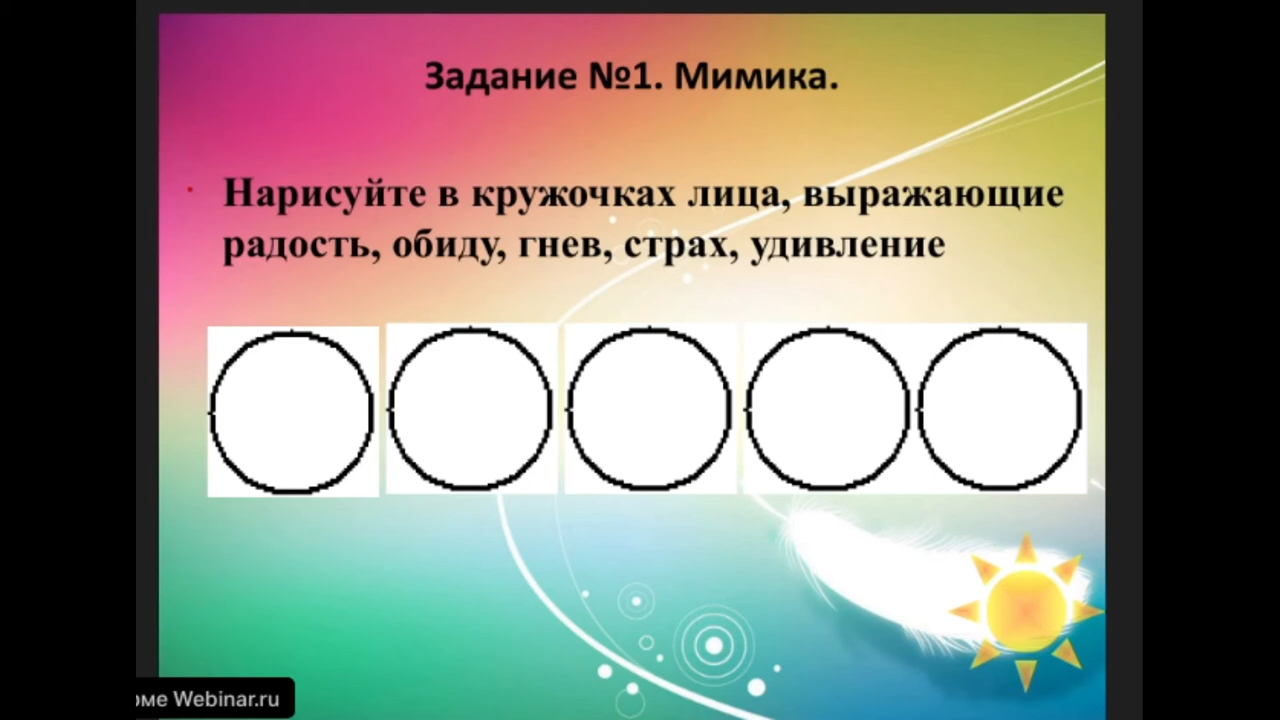 Задание №1. Мимика.
Нарисуйте в кружочках лица, выражающие
радость, обиду, гнев, страх, удивление
Webinar.ru